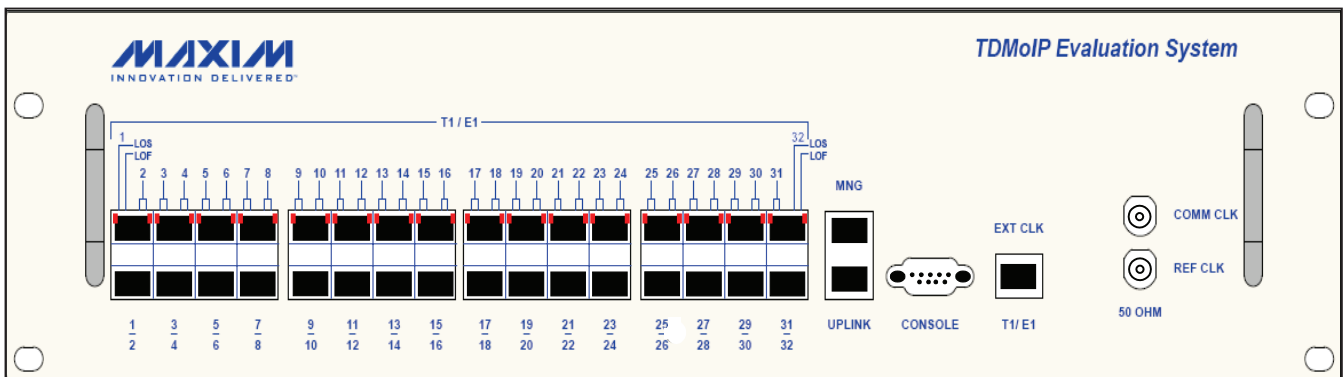 MAXIM
INNOVATION DELIVERED
TDMoIP Evaluation System
T1 / E1
1 LOS
LOF
32 LOS
LOF
2 3 4 5 6 7 8 9 10 11 12 13 14 15 16 17 18 19 20 21 22 23 24 25 26 27 28 29 30 31
MNG
EXT CLK
COMM CLK
REF CLK
50 OHM
1 3 5 7 9 11 13 15 17 19 21 23 25 27 29 31
2 4 6 8 10 12 14 16 18 20 22 24 26 28 30 32
UPLINK
CONSOLE
T1/ E1